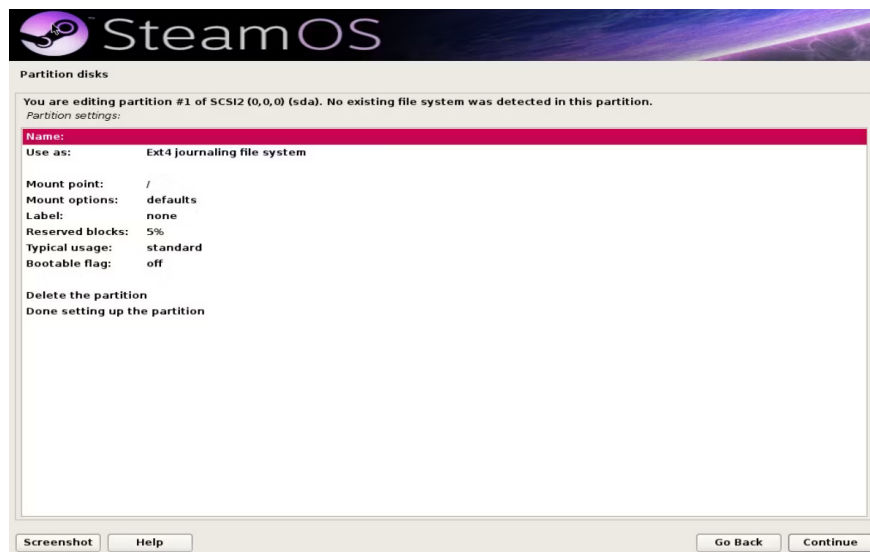 SteamOS
Partition disks
You are editing partition #1 of SCSI2 (0,0,0) (sda). No existing file system was detected in this partition.
Partition settings:
Name:
Use as: Ext4 journaling file system
Mount point: /
Mount options: defaults
Label: none
Reserved blocks: 5%
Typical usage: standard
Bootable flag: off
Delete the partition
Done setting up the partition
Screenshot Help Go Back Continue